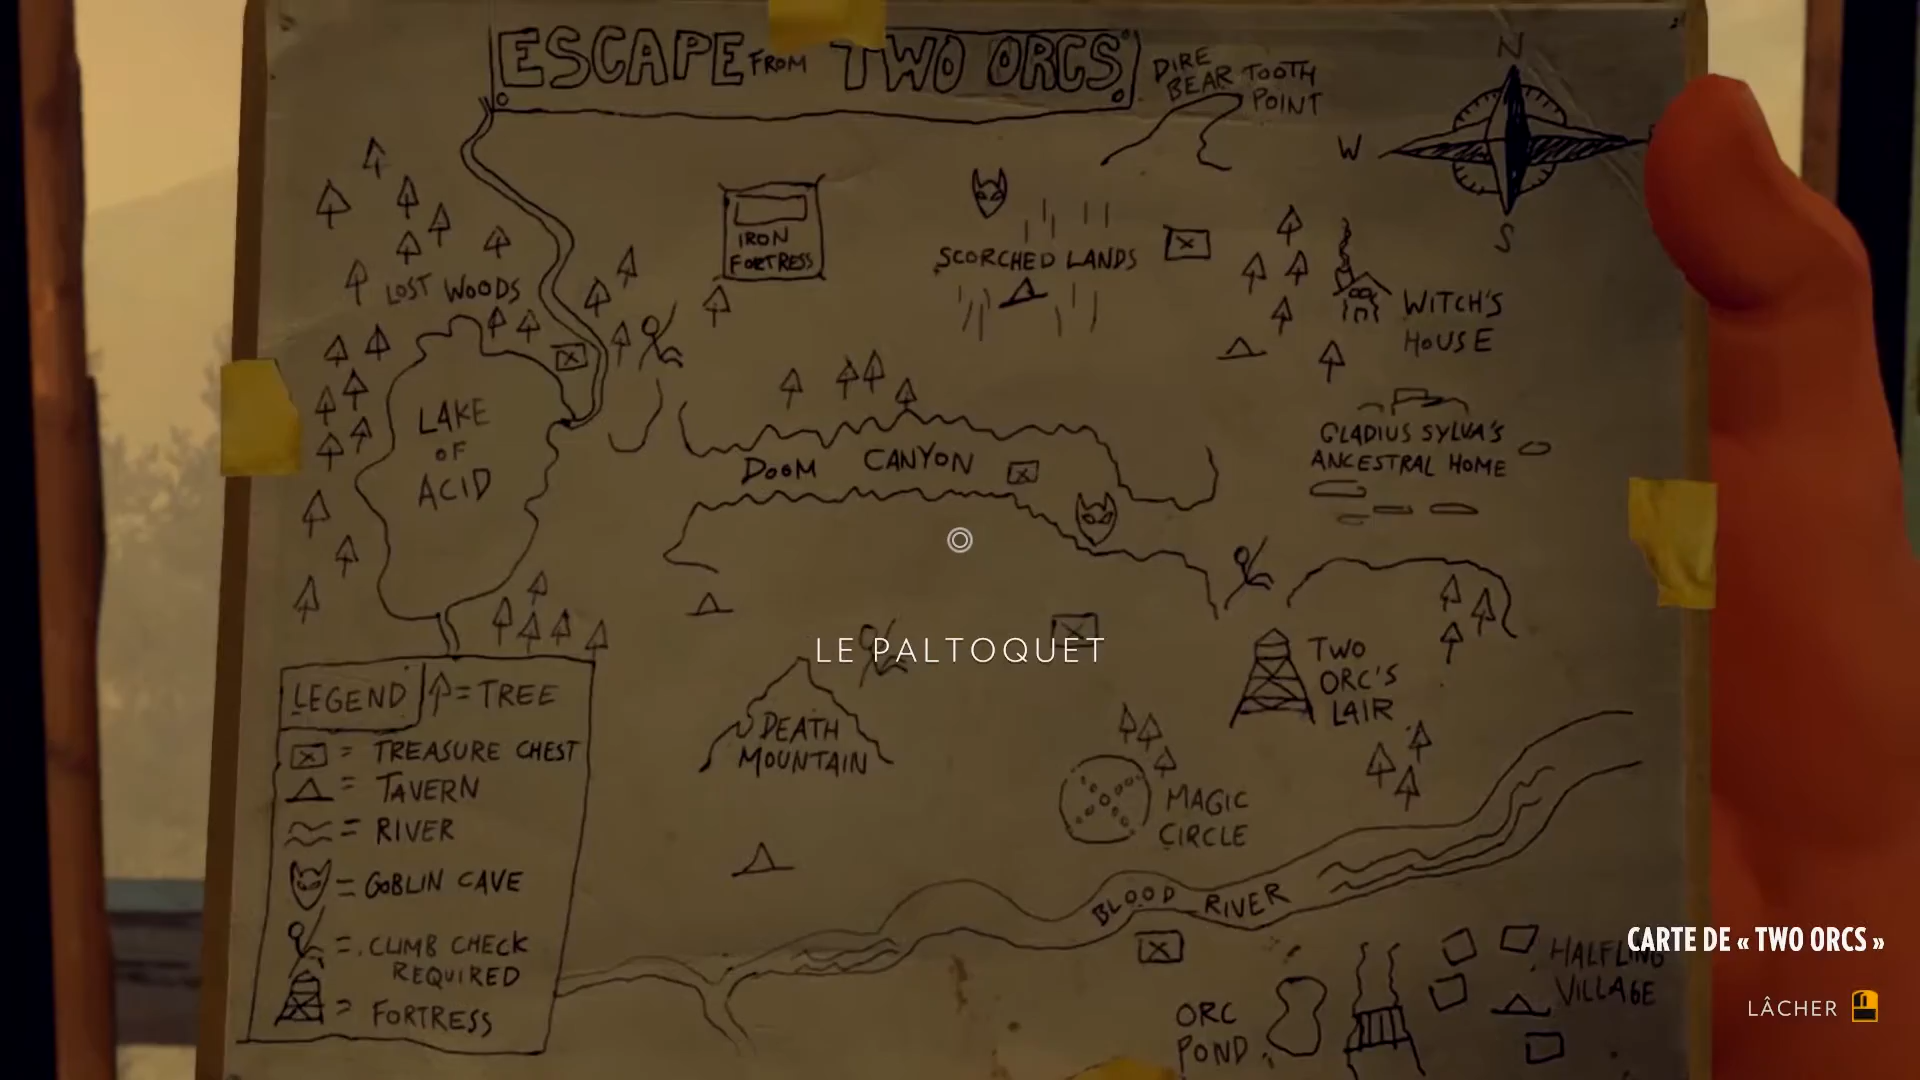 ESCAPE FROM TWO ORCS
DIRE
BEAR TOOTH
POINT
N
W
S
IRON
FORTRESS
SCORCHED LANDS
LOST WOODS
WITCH'S
HOUSE
LAKE
OF
ACID
DOOM CANYON
GLADIUS SYLVA'S
ANCESTRAL HOME
LE PALTOQUET
TWO
ORC'S
LAIR
DEATH
MOUNTAIN
MAGIC
CIRCLE
BLOOD RIVER
LEGEND
= TREE
= TREASURE CHEST
= TAVERN
= RIVER
= GOBLIN CAVE
= CLIMB CHECK
REQUIRED
= FORTRESS
ORC
POND
HALFLING
VILLAGE
CARTE DE « TWO ORCS »
LÂCHER